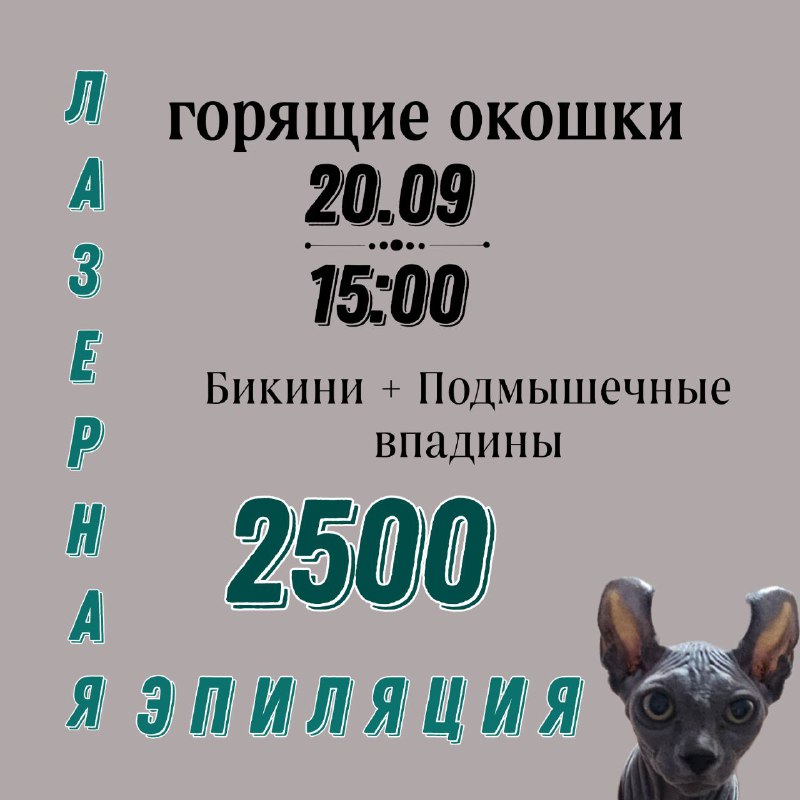 ЛАЗЕРНАЯ
горящие окошки
20.09
15:00
Бикини + Подмышечные
впадины
2500
ЭПИЛЯЦИЯ